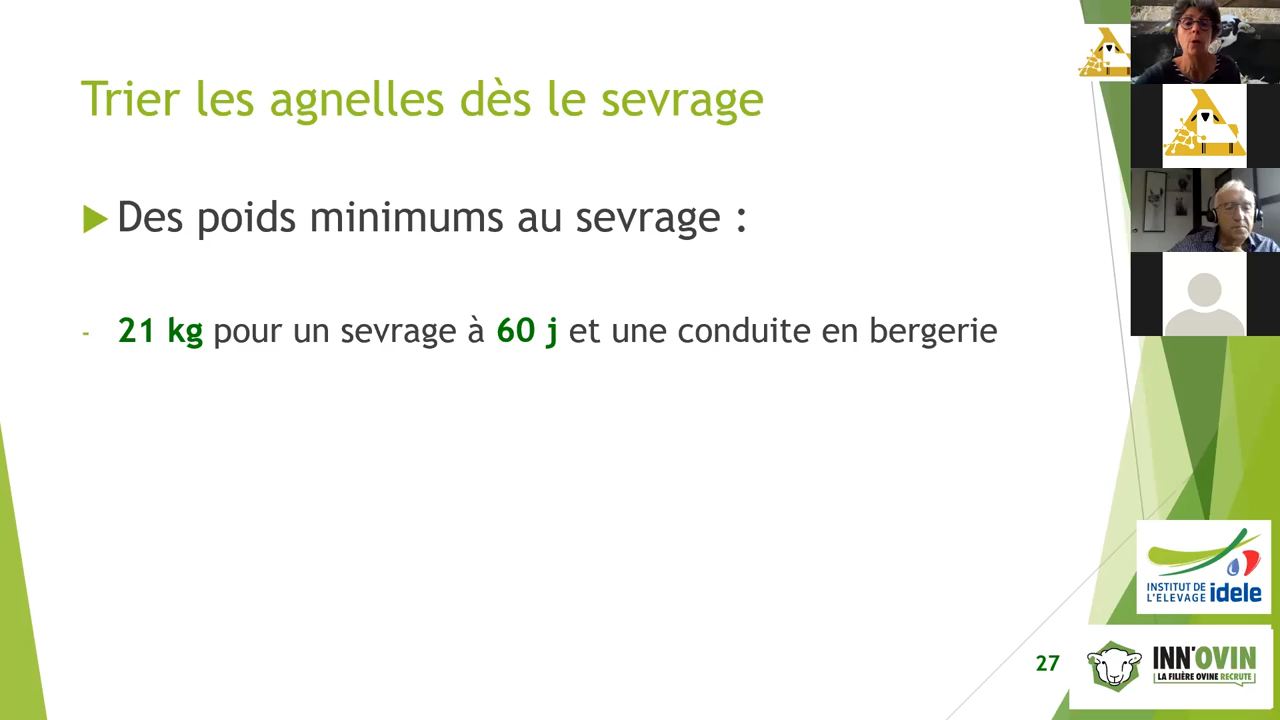 Trier les agnelles dès le sevrage
Des poids minimums au sevrage :
- 21 kg pour un sevrage à 60 j et une conduite en bergerie
INSTITUT DE
L'ELEVAGE idele
27
INN'OVIN
LA FILIÈRE OVINE RECRUTE